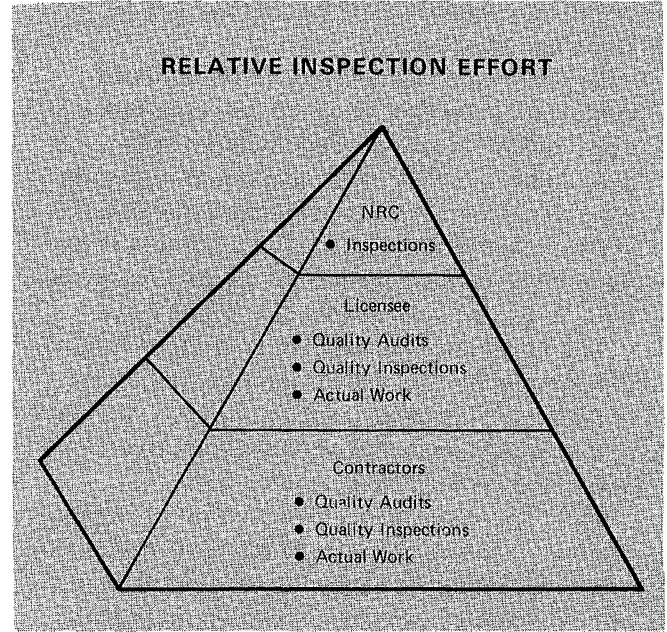 RELATIVE INSPECTION EFFORT
NRC
● Inspections
Licensee
● Quality Audits
● Quality Inspections
● Actual Work
Contractors
● Quality Audits
● Quality Inspections
● Actual Work